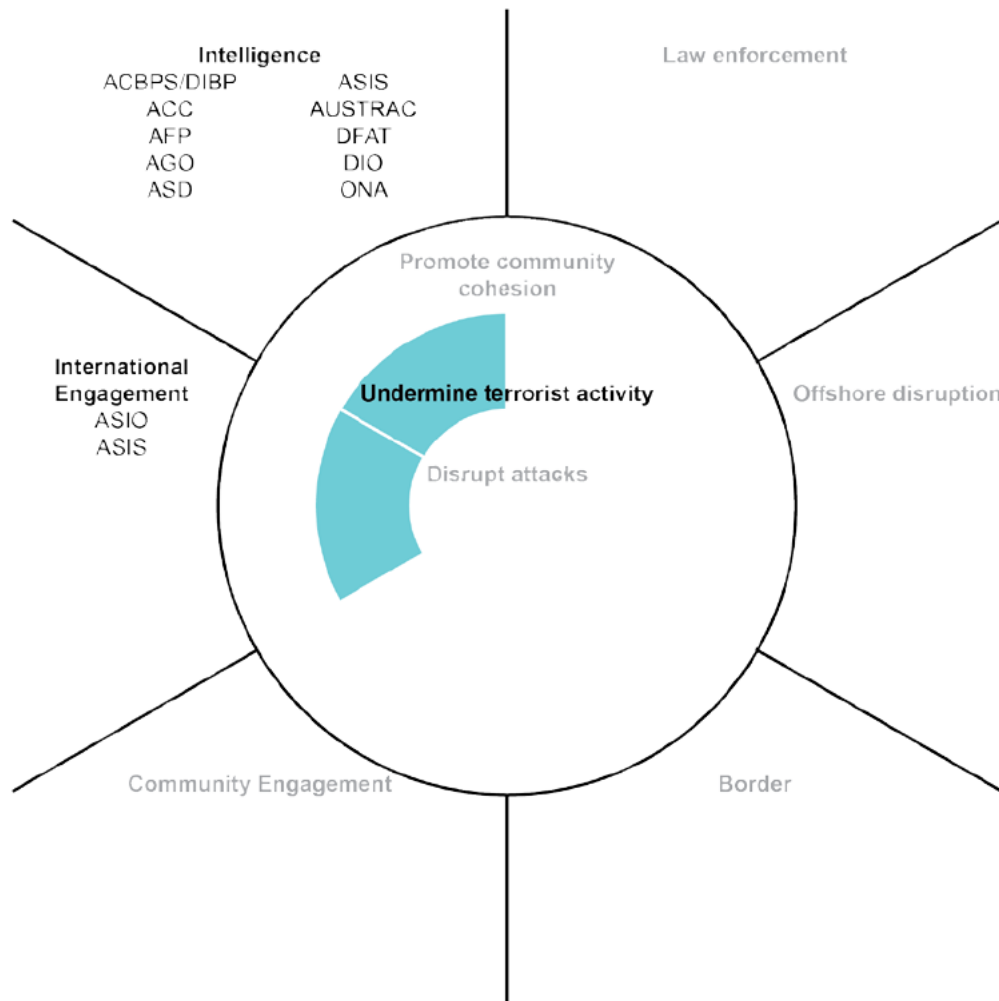 Intelligence
ACBPS/DIBP ASIS
ACC AUSTRAC
AFP DFAT
AGO DIO
ASD ONA
Law enforcement
Promote community
cohesion
International
Engagement
ASIO
ASIS
Undermine terrorist activity
Offshore disruption
Disrupt attacks
Community Engagement
Border